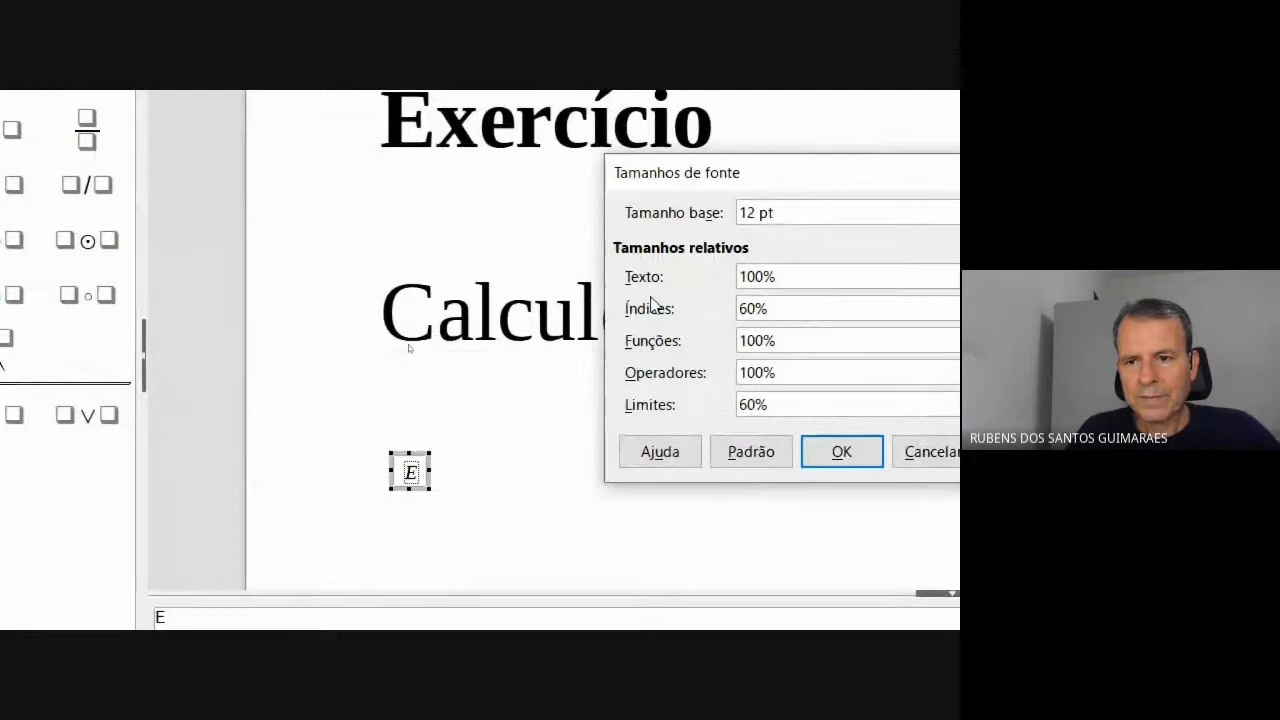 Exercício
Tamanhos de fonte
Tamanho base: 12 pt
Tamanhos relativos
Texto: 100%
Índices: 60%
Funções: 100%
Operadores: 100%
Limites: 60%
Ajuda Padrão OK Cancelar
Calcul
E
E
RUBENS DOS SANTOS GUIMARAES